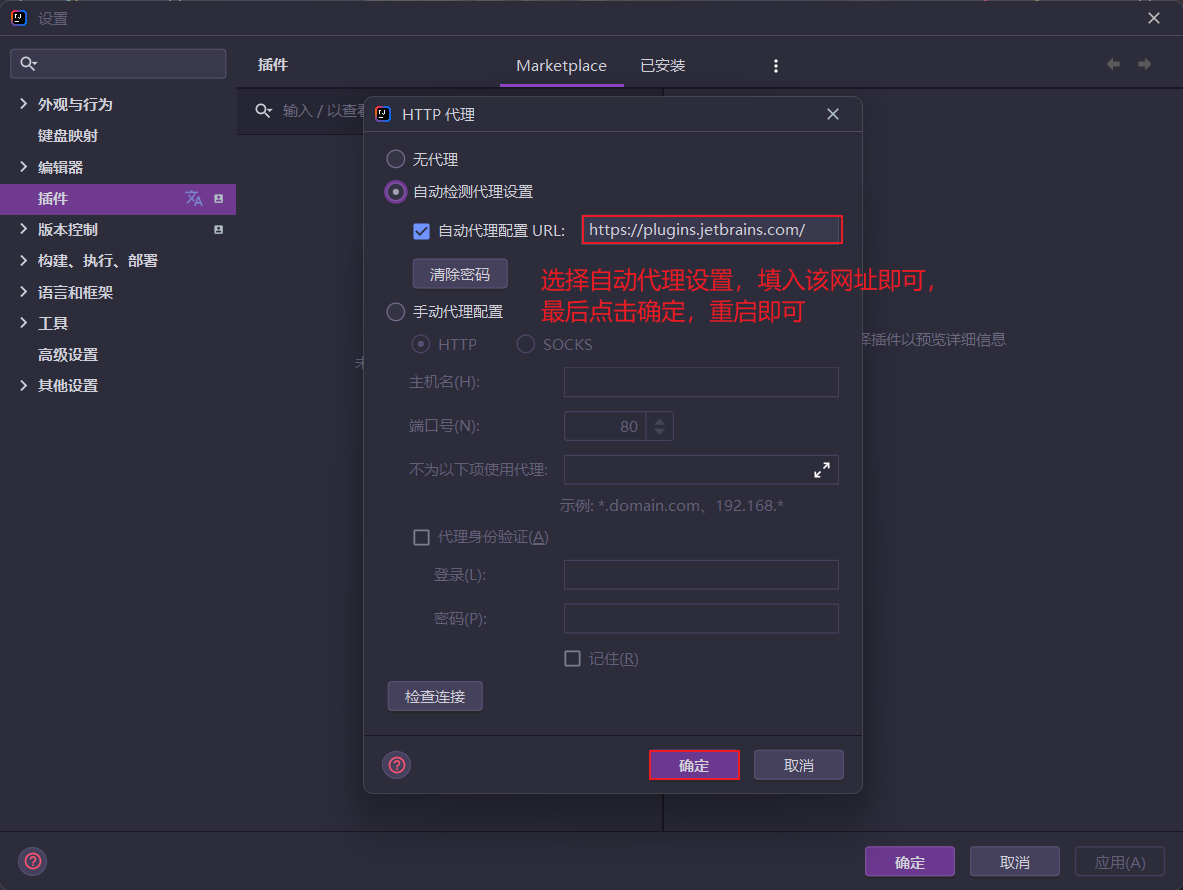 设置
插件
Marketplace
已安装
外观与行为
键盘映射
编辑器
插件
版本控制
构建、执行、部署
语言和框架
工具
高级设置
其他设置
输入 / 以查看
未
HTTP 代理
无代理
自动检测代理设置
自动代理配置 URL:
https://plugins.jetbrains.com/
清除密码
选择自动代理设置，填入该网址即可，
最后点击确定，重启即可
手动代理配置
HTTP
SOCKS
主机名(H):
端口号(N):
80
不为以下项使用代理:
示例: *.domain.com、192.168.*
代理身份验证(A)
登录(L):
密码(P):
记住(R)
检查连接
确定
取消
择插件以预览详细信息
确定
取消
应用(A)